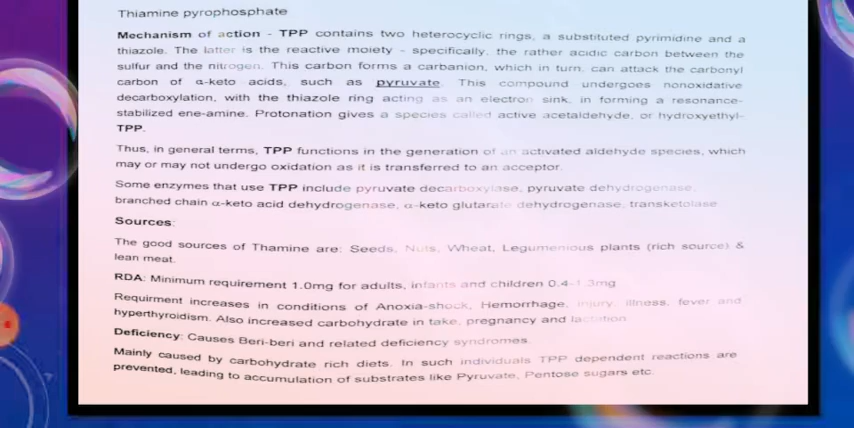 Thiamine pyrophosphate
Mechanism of action - TPP contains two heterocyclic rings, a substituted pyrimidine and a
thiazole. The latter is the reactive moiety - specifically, the rather acidic carbon between the
sulfur and the nitrogen. This carbon forms a carbanion, which in turn, can attack the carbonyl
carbon of α-keto acids, such as pyruvate. This compound undergoes nonoxidative
decarboxylation, with the thiazole ring acting as an electron sink, in forming a resonance-
stabilized ene-amine. Protonation gives a species called active acetaldehyde, or hydroxyethyl-
TPP.
Thus, in general terms, TPP functions in the generation of an activated aldehyde species, which
may or may not undergo oxidation as it is transferred to an acceptor.
Some enzymes that use TPP include pyruvate decarboxylase, pyruvate dehydrogenase,
branched chain α-keto acid dehydrogenase, α-keto glutarate dehydrogenase, transketolase
Sources:
The good sources of Thamine are: Seeds, Nuts, Wheat, Legumenious plants (rich source) &
lean meat.
RDA: Minimum requirement 1.0mg for adults, infants and children 0.4-1.3mg
Requirment increases in conditions of Anoxia-shock, Hemorrhage, injury, illness, fever and
hyperthyroidism. Also increased carbohydrate in take, pregnancy and lactation
Deficiency: Causes Beri-beri and related deficiency syndromes.
Mainly caused by carbohydrate rich diets. In such individuals TPP dependent reactions are
prevented, leading to accumulation of substrates like Pyruvate, Pentose sugars etc.